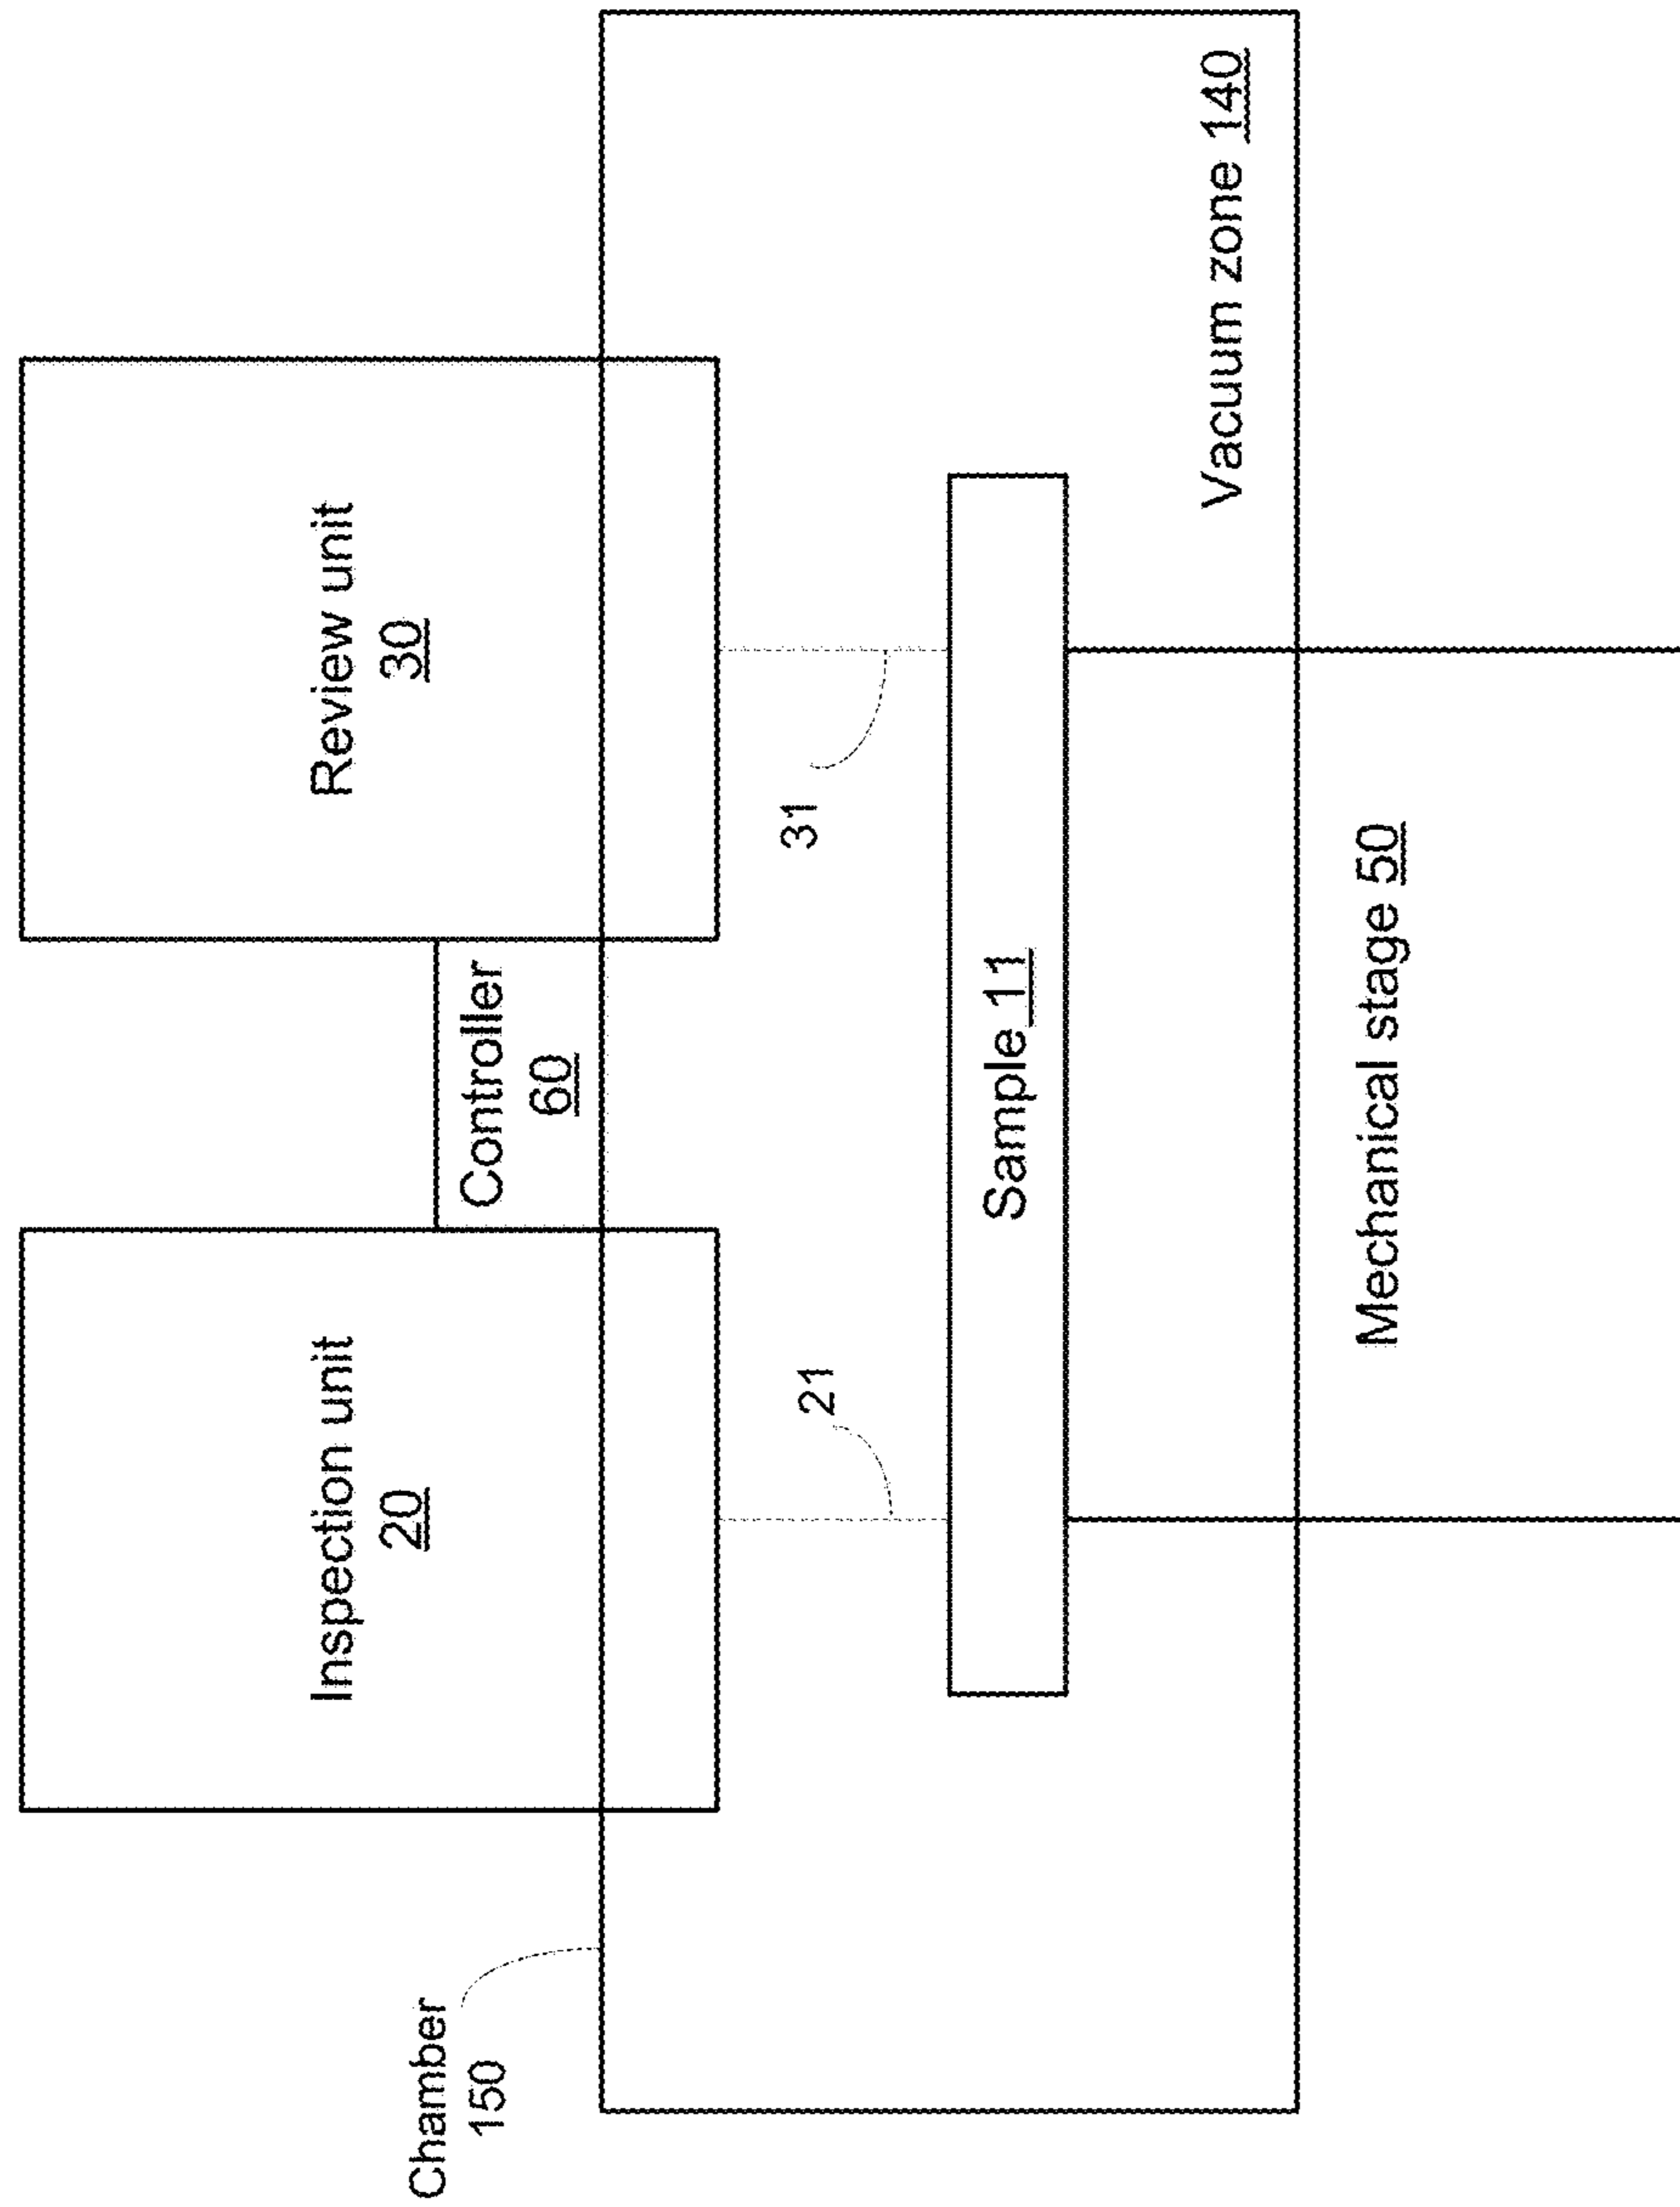 Chamber
150
Inspection unit
20
Controller
60
Review unit
30
21
31
Sample 11
Vacuum zone 140
Mechanical stage 50